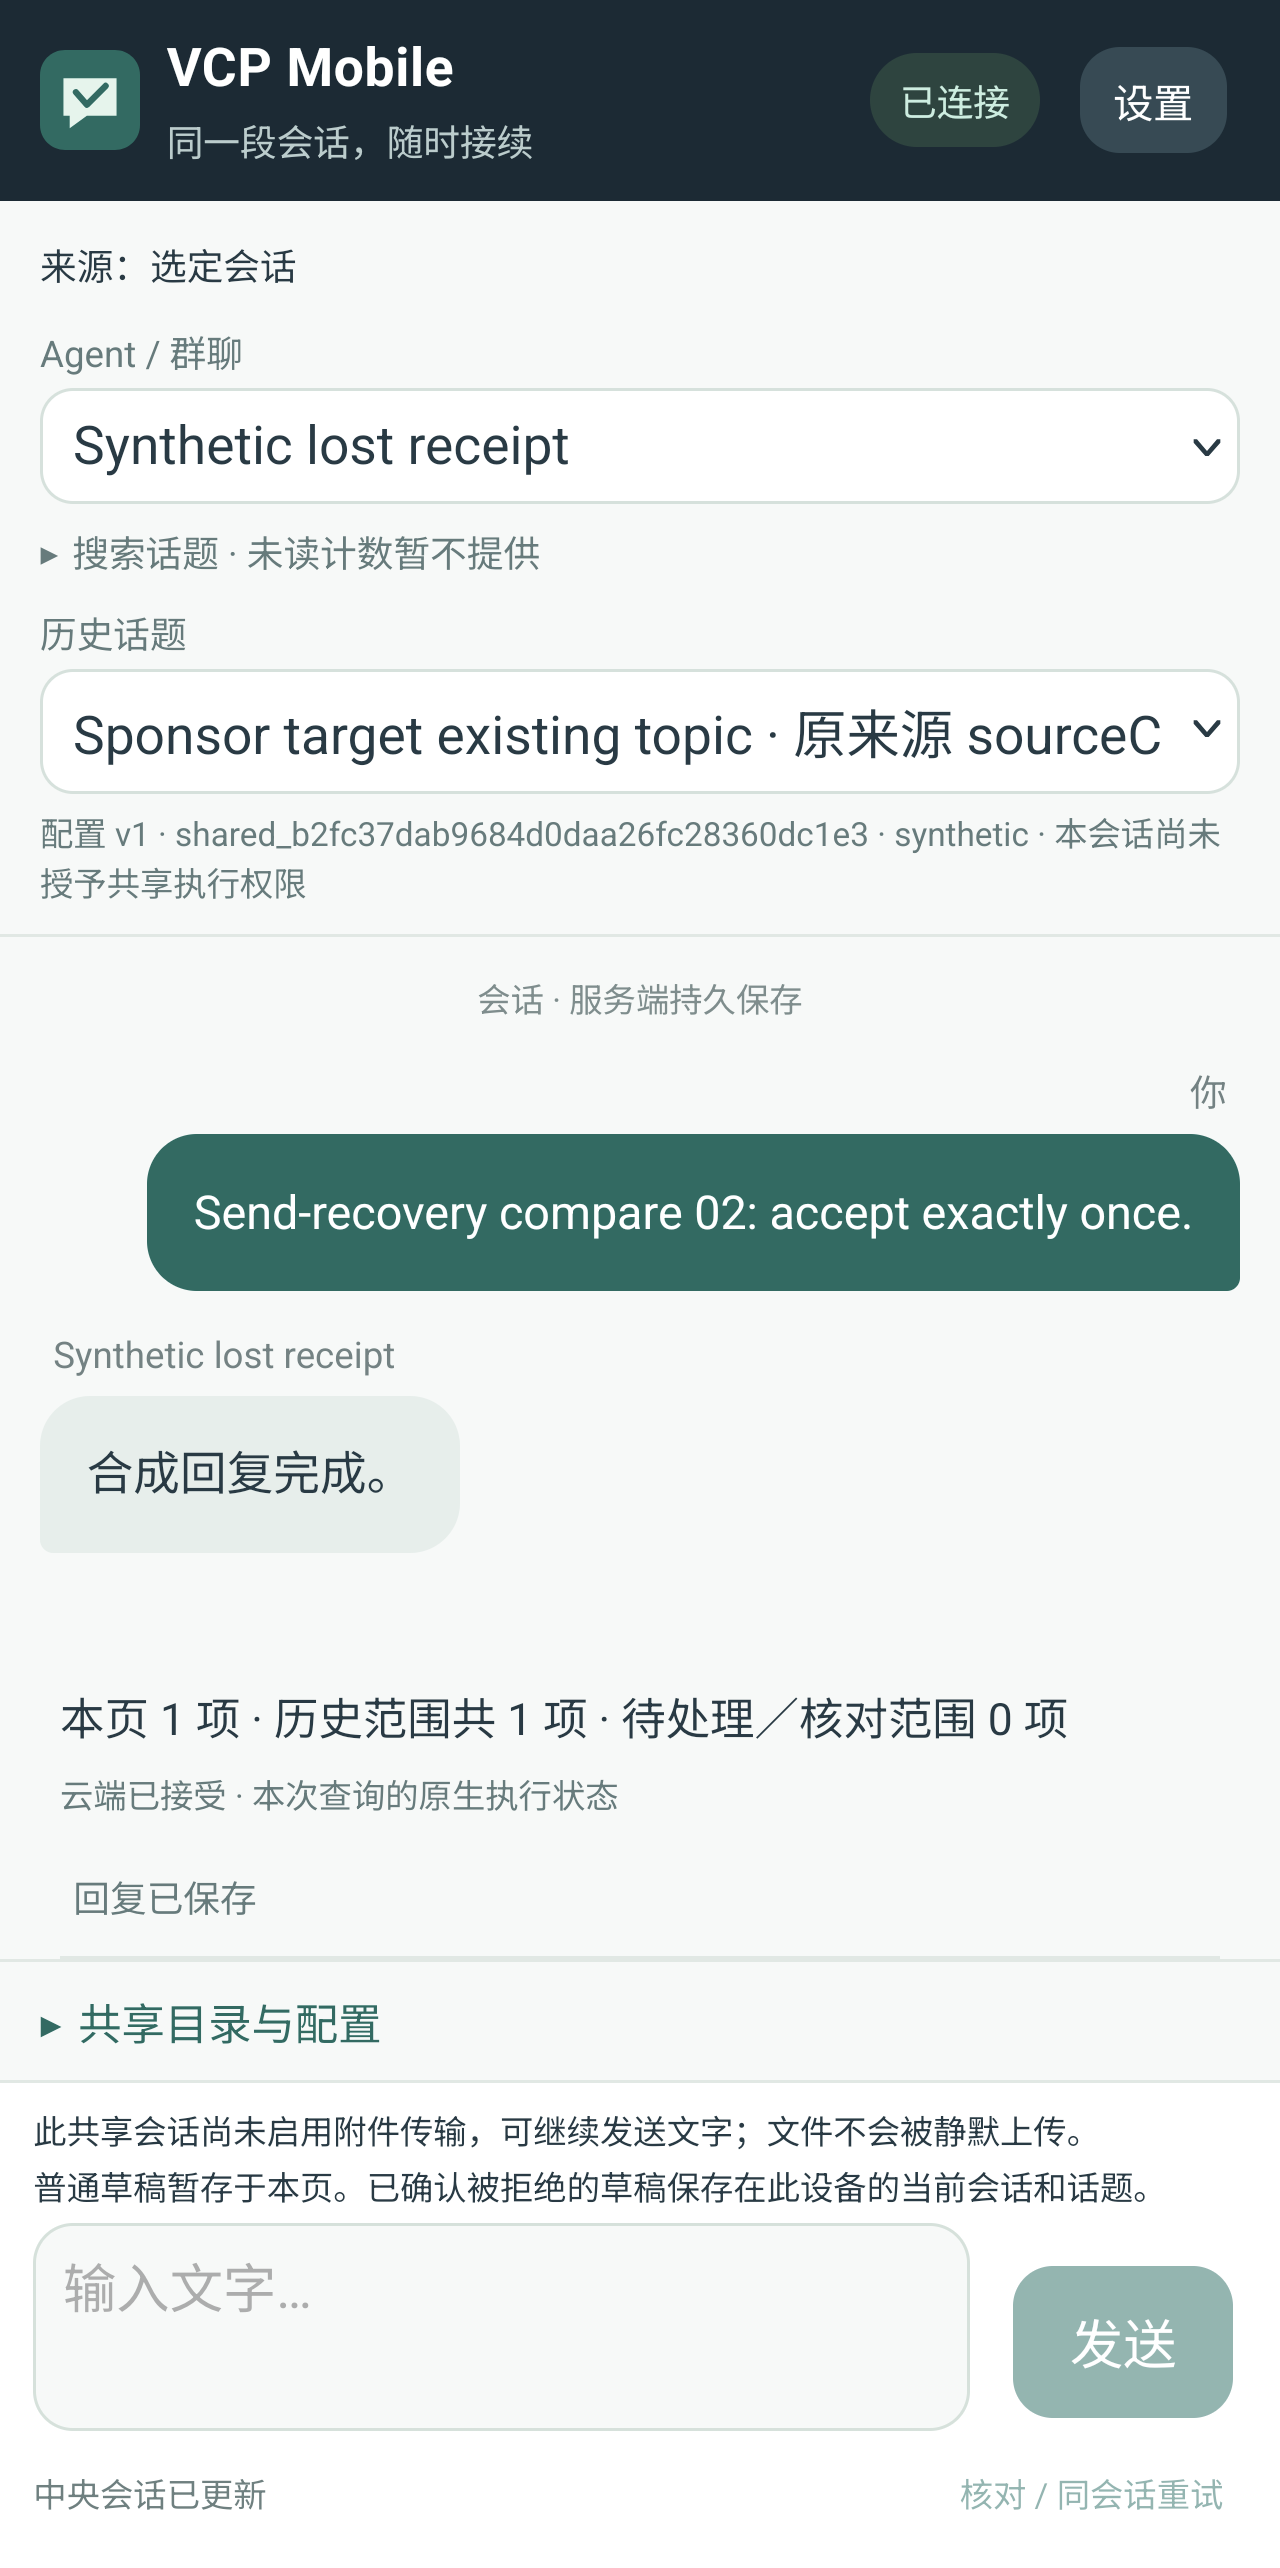 VCP Mobile
同一段会话，随时接续
已连接
设置
来源：选定会话
Agent / 群聊
Synthetic lost receipt
▸ 搜索话题 · 未读计数暂不提供
历史话题
Sponsor target existing topic · 原来源 sourceC
配置 v1 · shared_b2fc37dab9684d0daa26fc28360dc1e3 · synthetic · 本会话尚未
授予共享执行权限
会话 · 服务端持久保存
你
Send-recovery compare 02: accept exactly once.
Synthetic lost receipt
合成回复完成。
本页 1 项 · 历史范围共 1 项 · 待处理／核对范围 0 项
云端已接受 · 本次查询的原生执行状态
回复已保存
▸ 共享目录与配置
此共享会话尚未启用附件传输，可继续发送文字；文件不会被静默上传。
普通草稿暂存于本页。已确认被拒绝的草稿保存在此设备的当前会话和话题。
输入文字…
发送
中央会话已更新
核对 / 同会话重试